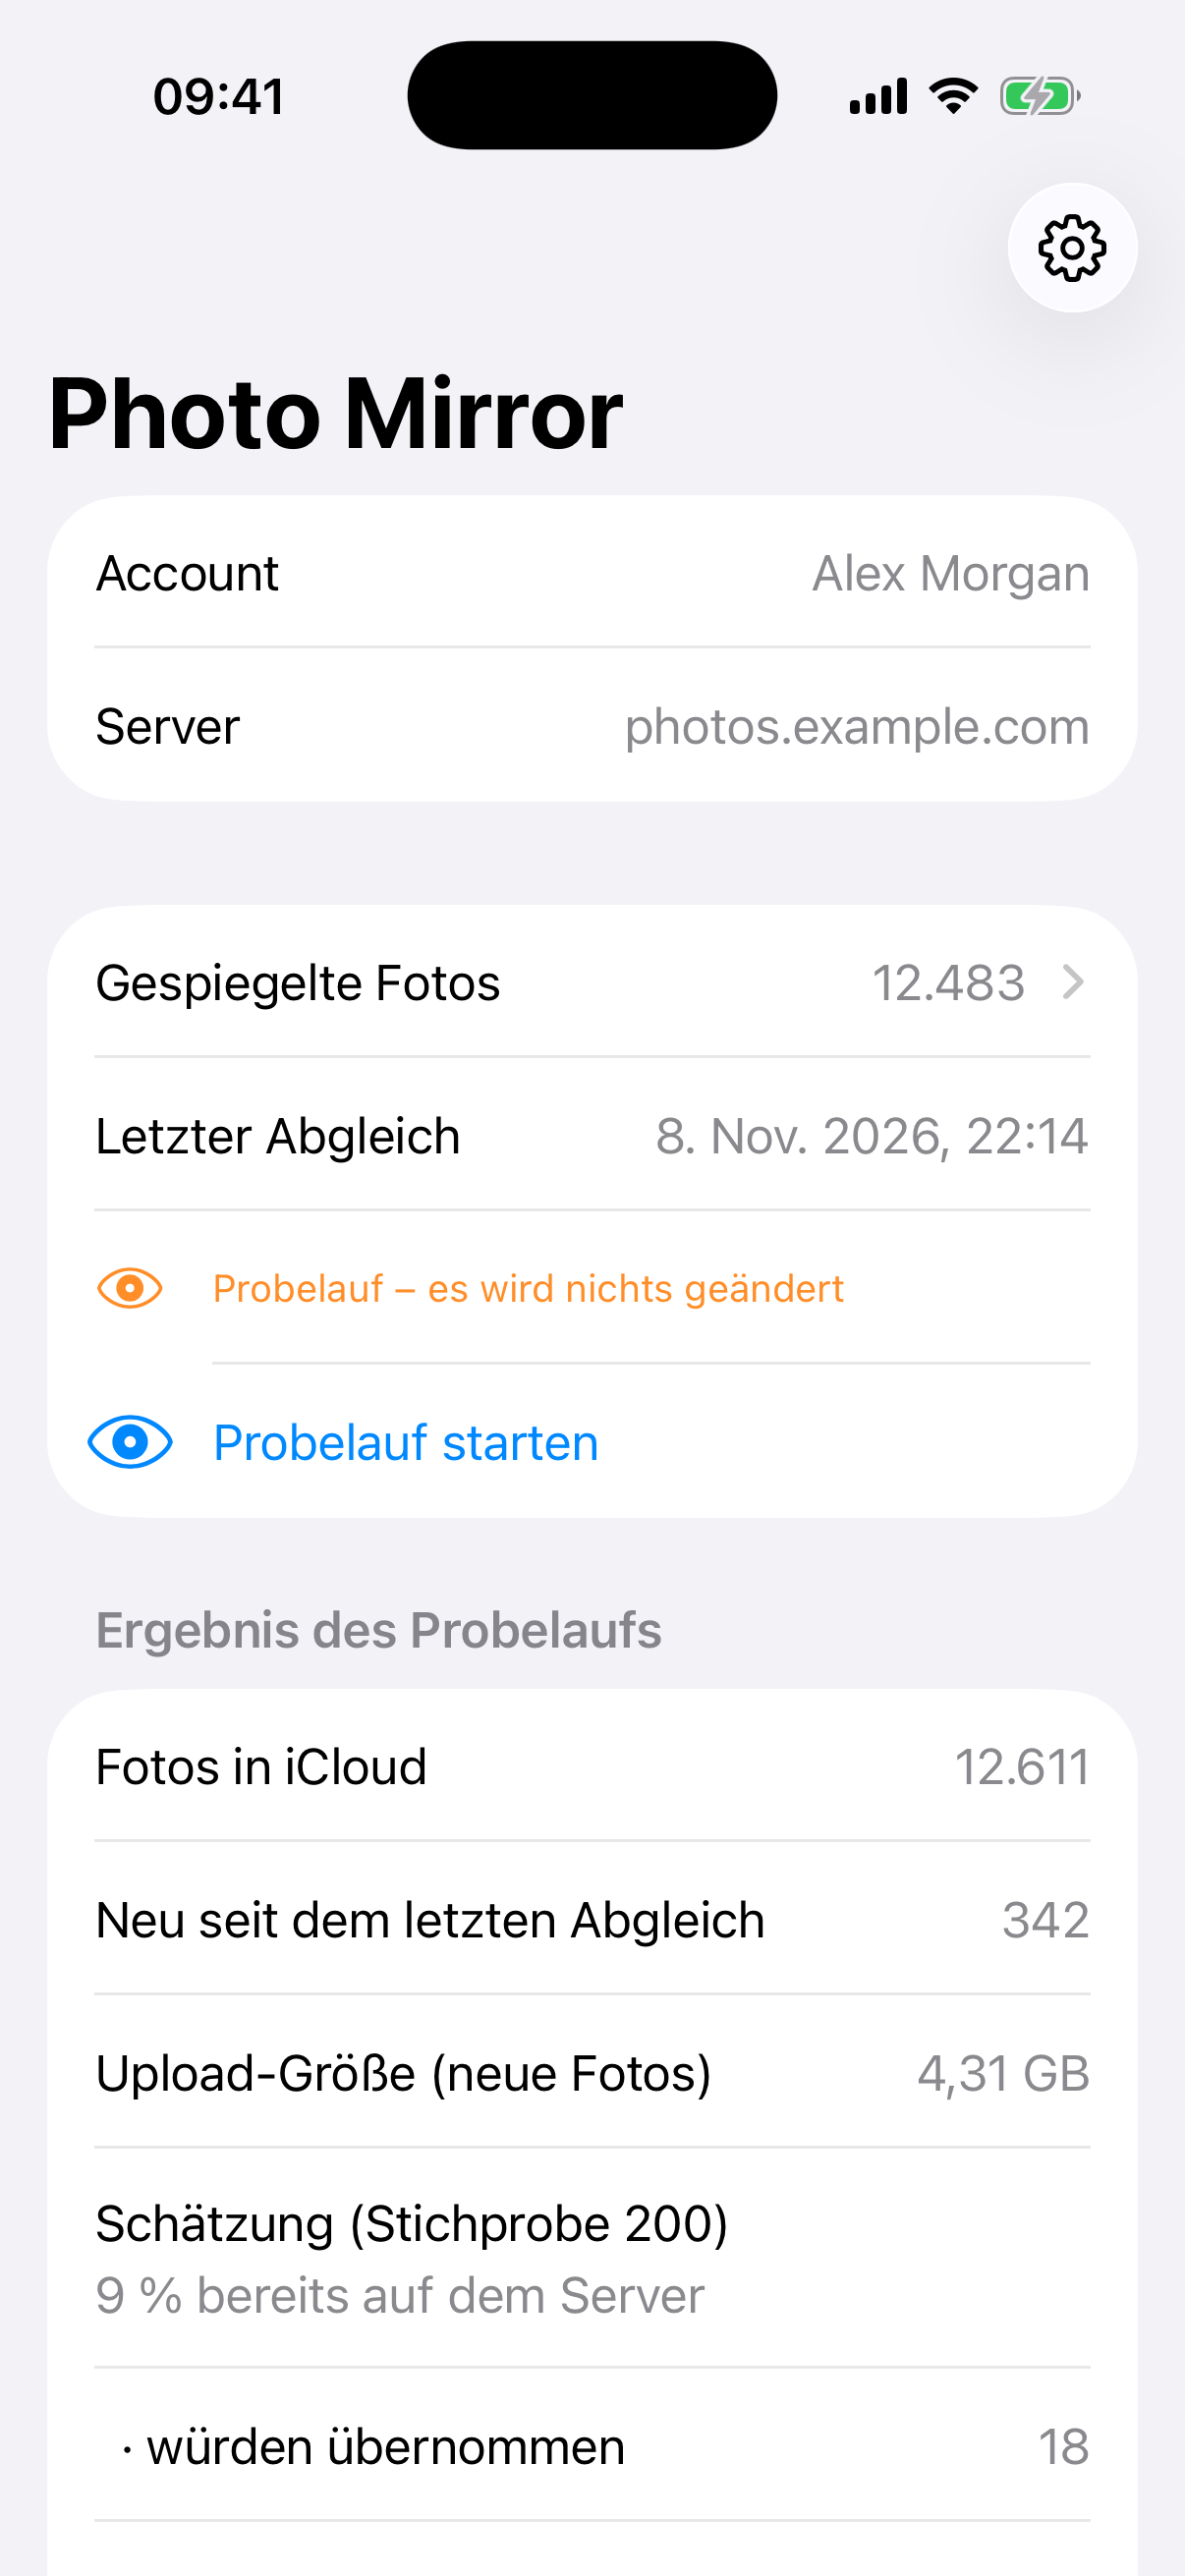 09:41
Photo Mirror
Account Alex Morgan
Server photos.example.com
Gespiegelte Fotos 12.483
Letzter Abgleich 8. Nov. 2026, 22:14
Probelauf – es wird nichts geändert
Probelauf starten
Ergebnis des Probelaufs
Fotos in iCloud 12.611
Neu seit dem letzten Abgleich 342
Upload-Größe (neue Fotos) 4,31 GB
Schätzung (Stichprobe 200)
9 % bereits auf dem Server
· würden übernommen 18